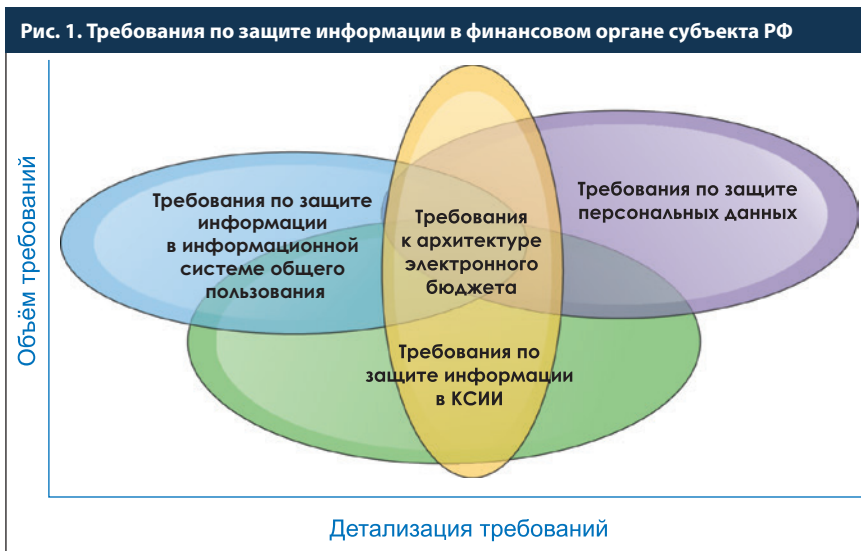 Рис. 1. Требования по защите информации в финансовом органе субъекта РФ
Объём требований
Требования по защите
информации
в информационной
системе общего
пользования
Требования
к архитектуре
электронного
бюджета
Требования по защите
персональных данных
Требования по
защите информации
в КСИИ
Детализация требований